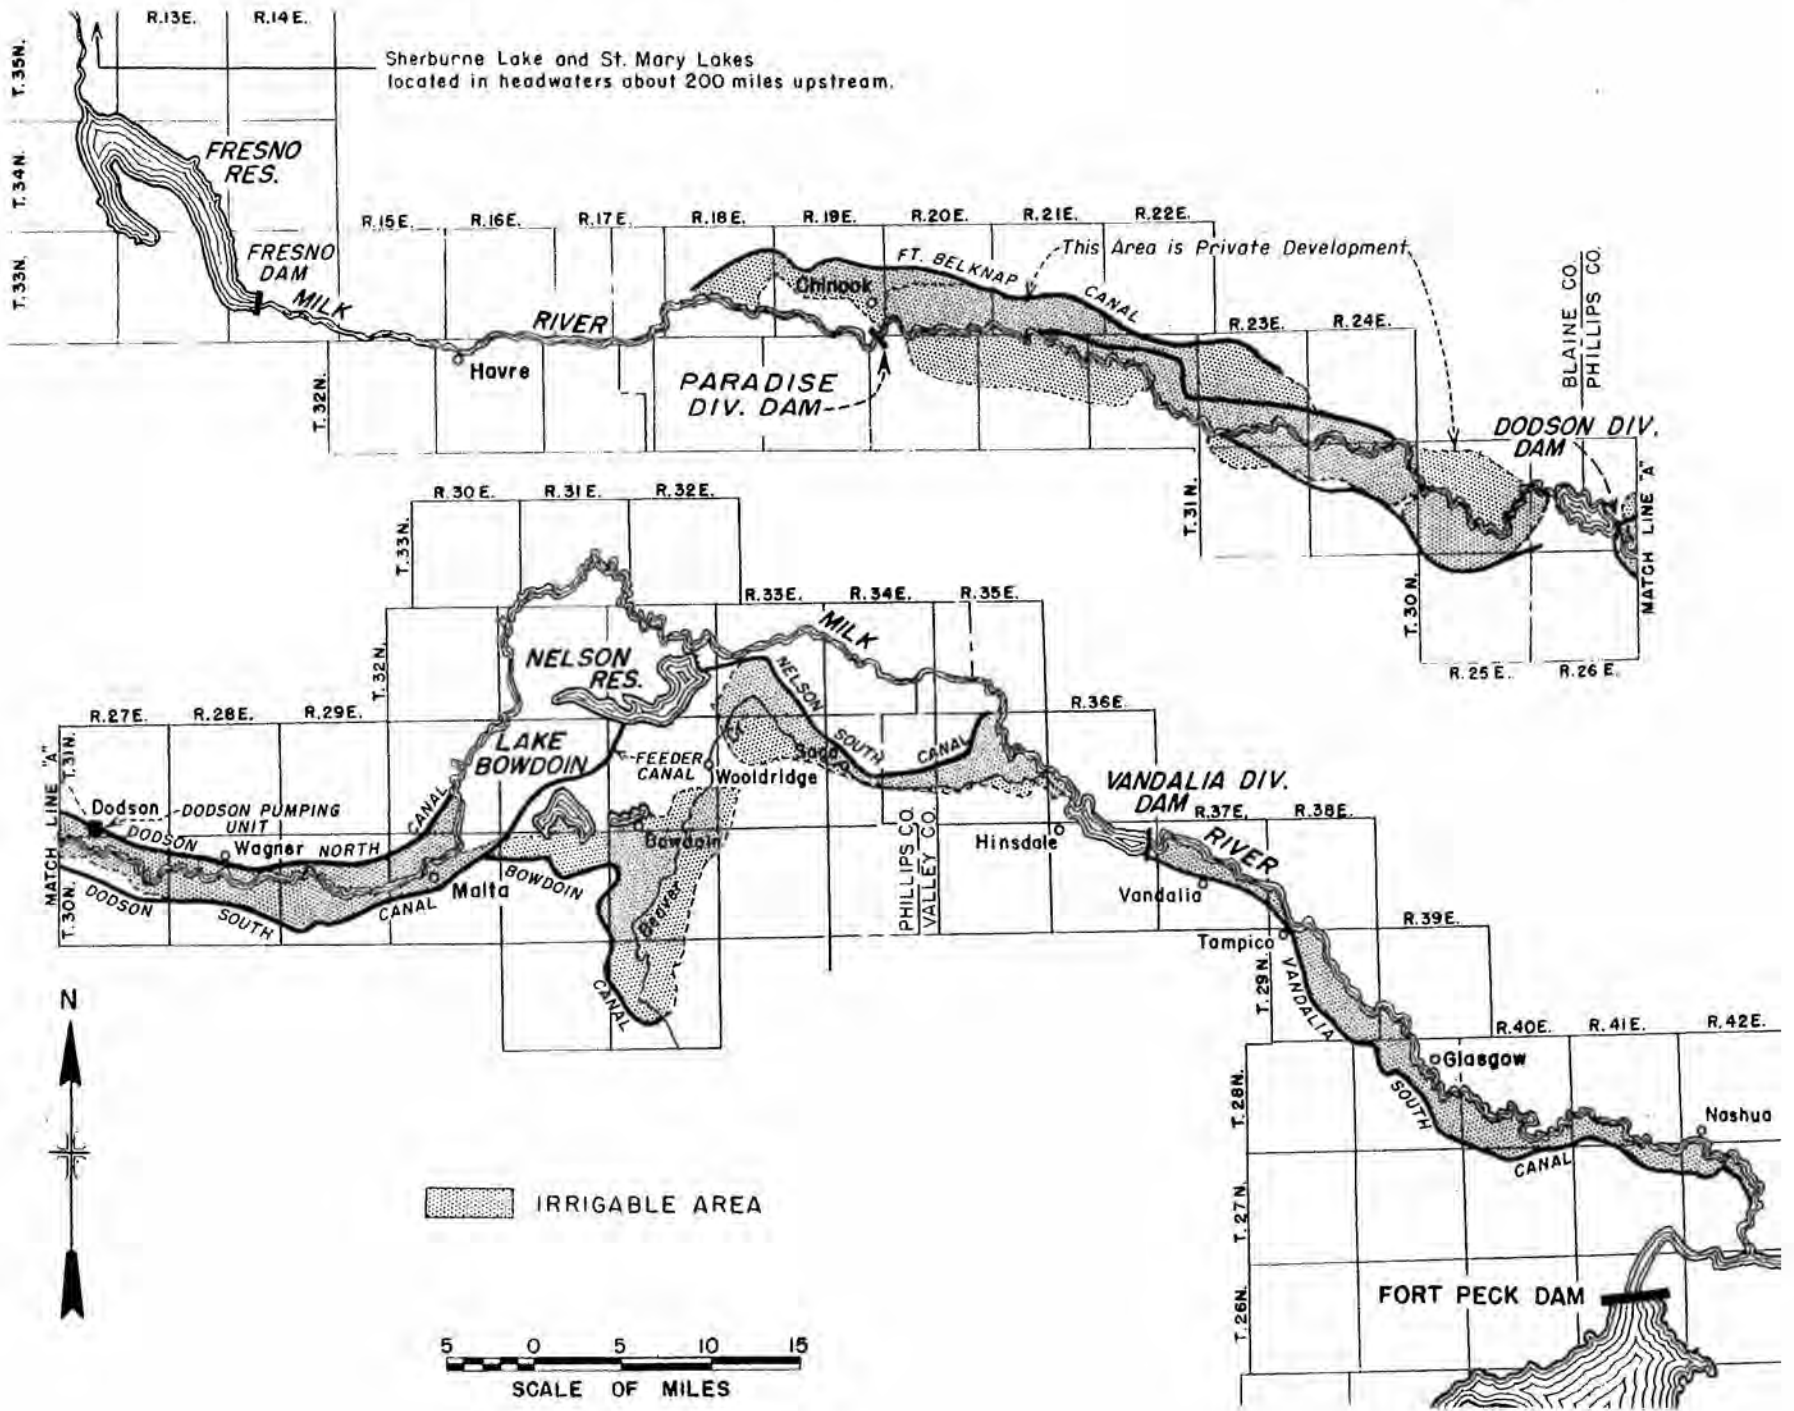 R.13E. R.14E.
Sherburne Lake and St. Mary Lakes
located in headwaters about 200 miles upstream.
T.35N.
T.34N.
T.33N.
FRESNO
RES.
FRESNO
DAM
MILK
RIVER
R.15E. R.16E. R.17E. R.18E. R.19E. R.20E. R.21E. R.22E.
This Area is Private Development
FT. BELKNAP
CANAL
Chinook
Havre
T.32N.
PARADISE
DIV. DAM
R.23E. R.24E.
BLAINE CO.
PHILLIPS CO.
DODSON DIV.
DAM
MATCH LINE "A"
T.31N.
T.30N.
R.25E. R.26E.
R.30E. R.31E. R.32E.
T.33N.
R.33E. R.34E. R.35E.
MILK
T.32N.
NELSON
RES.
NELSON
SOUTH
CANAL
R.36E.
R.27E. R.28E. R.29E.
LAKE
BOWDOIN
FEEDER
CANAL
Wooldridge
Cr.
MATCH LINE "A"
T.31N.
T.30N.
Dodson
DODSON PUMPING
UNIT
DODSON
NORTH
CANAL
Wagner
DODSON
SOUTH
CANAL
Malta
BOWDOIN
CANAL
Bowdoin
Beaver
PHILLIPS CO.
VALLEY CO.
Hinsdale
VANDALIA DIV.
DAM
R.37E. R.38E.
RIVER
Vandalia
Tampico
R.39E.
T.29N.
VANDALIA
SOUTH
CANAL
R.40E. R.41E. R.42E.
Glasgow
Nashua
T.28N.
T.27N.
T.26N.
FORT PECK DAM
N
IRRIGABLE AREA
5 0 5 10 15
SCALE OF MILES